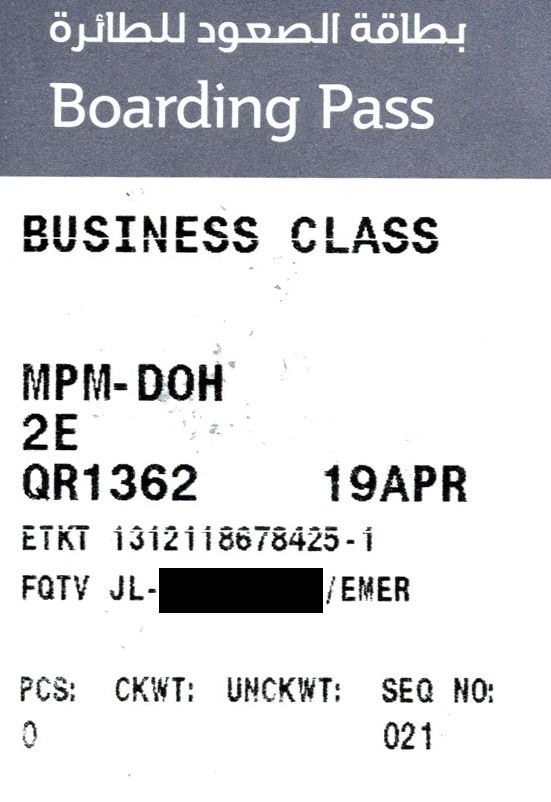 بطاقة الصعود للطائرة
Boarding Pass
BUSINESS CLASS
MPM-DOH
2E
QR1362 19APR
ETKT 1312118678425-1
FQTV JL- /EMER
PCS: CKWT: UNCKWT: SEQ NO:
0 021